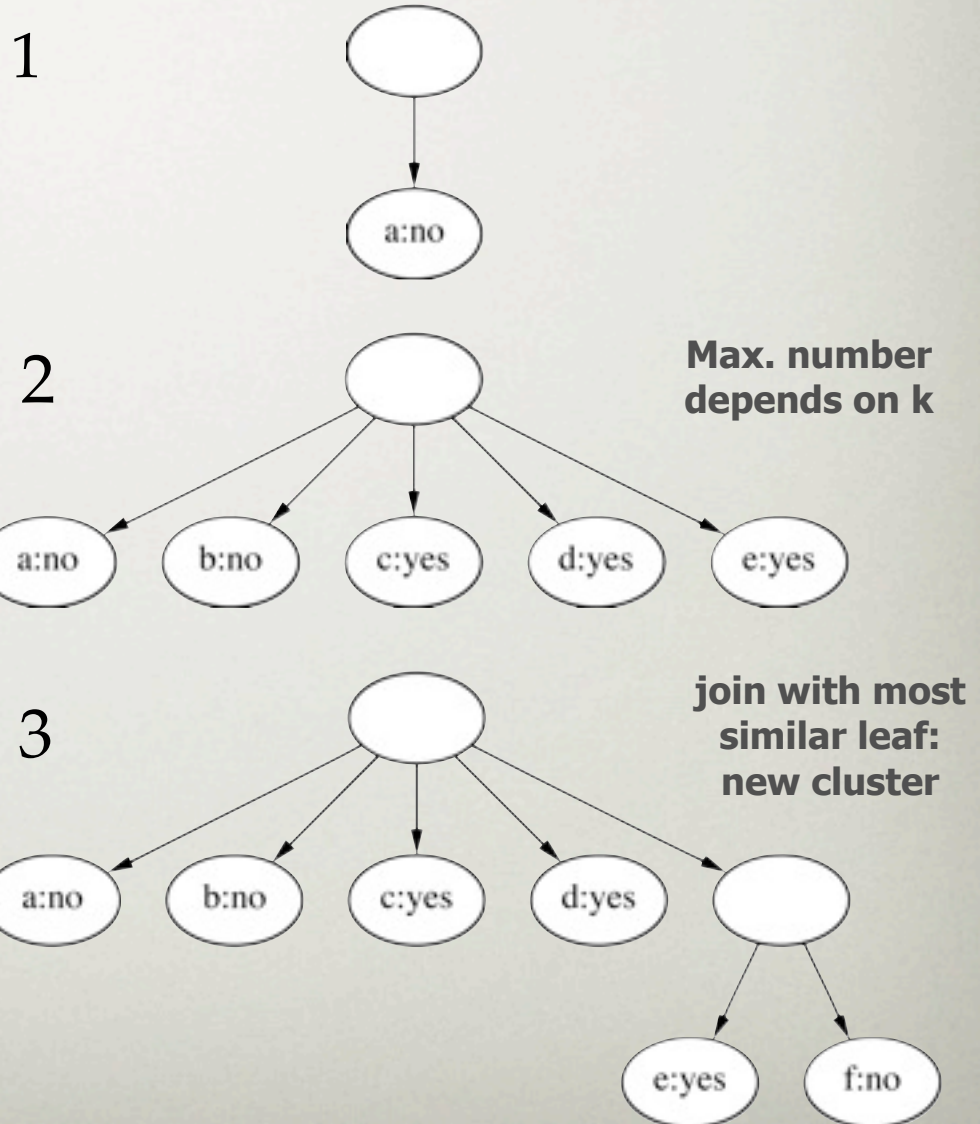 1
a:no
2
Max. number
depends on k
a:no b:no c:yes d:yes e:yes
3
join with most
similar leaf:
new cluster
a:no b:no c:yes d:yes
e:yes f:no